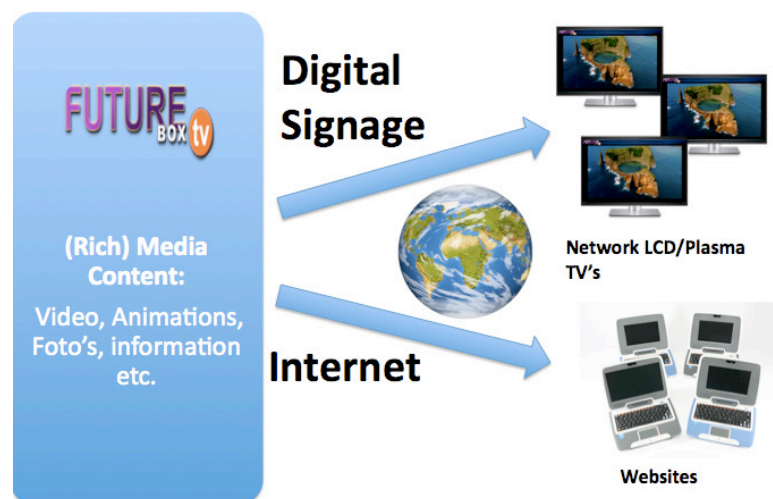 FUTURE
BOX tv
(Rich) Media
Content:
Video, Animations,
Foto's, information
etc.
Digital
Signage
Internet
Network LCD/Plasma
TV's
Websites